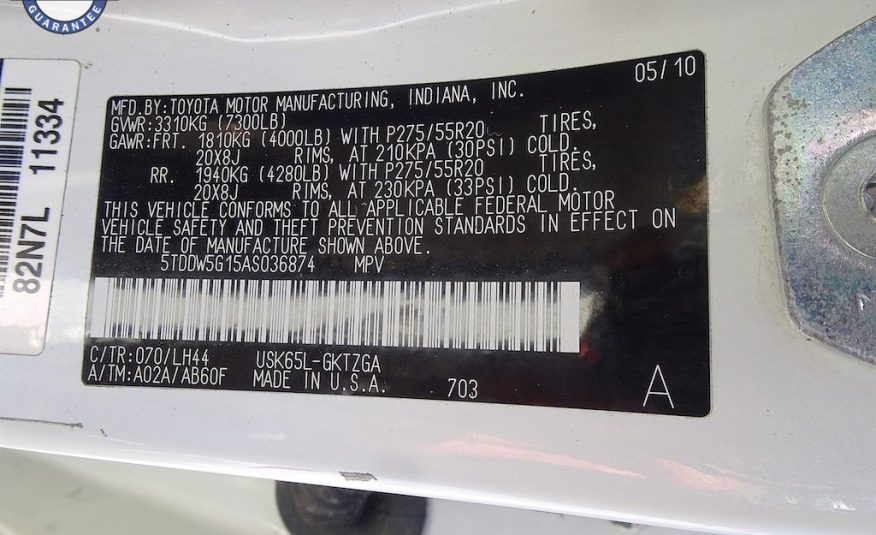 GUARANTEE
82N7L 11334
05/10
MFD.BY:TOYOTA MOTOR MANUFACTURING, INDIANA, INC.
GVWR:3310KG (7300LB)
GAWR:FRT. 1810KG (4000LB) WITH P275/55R20 TIRES,
20X8J RIMS, AT 210KPA (30PSI) COLD.
RR. 1940KG (4280LB) WITH P275/55R20 TIRES,
20X8J RIMS, AT 230KPA (33PSI) COLD.
THIS VEHICLE CONFORMS TO ALL APPLICABLE FEDERAL MOTOR
VEHICLE SAFETY AND THEFT PREVENTION STANDARDS IN EFFECT ON
THE DATE OF MANUFACTURE SHOWN ABOVE.
5TDDW5G15AS036874 MPV
C/TR:070/LH44 USK65L-GKTZGA
A/TM:A02A/AB60F MADE IN U.S.A. 703 A